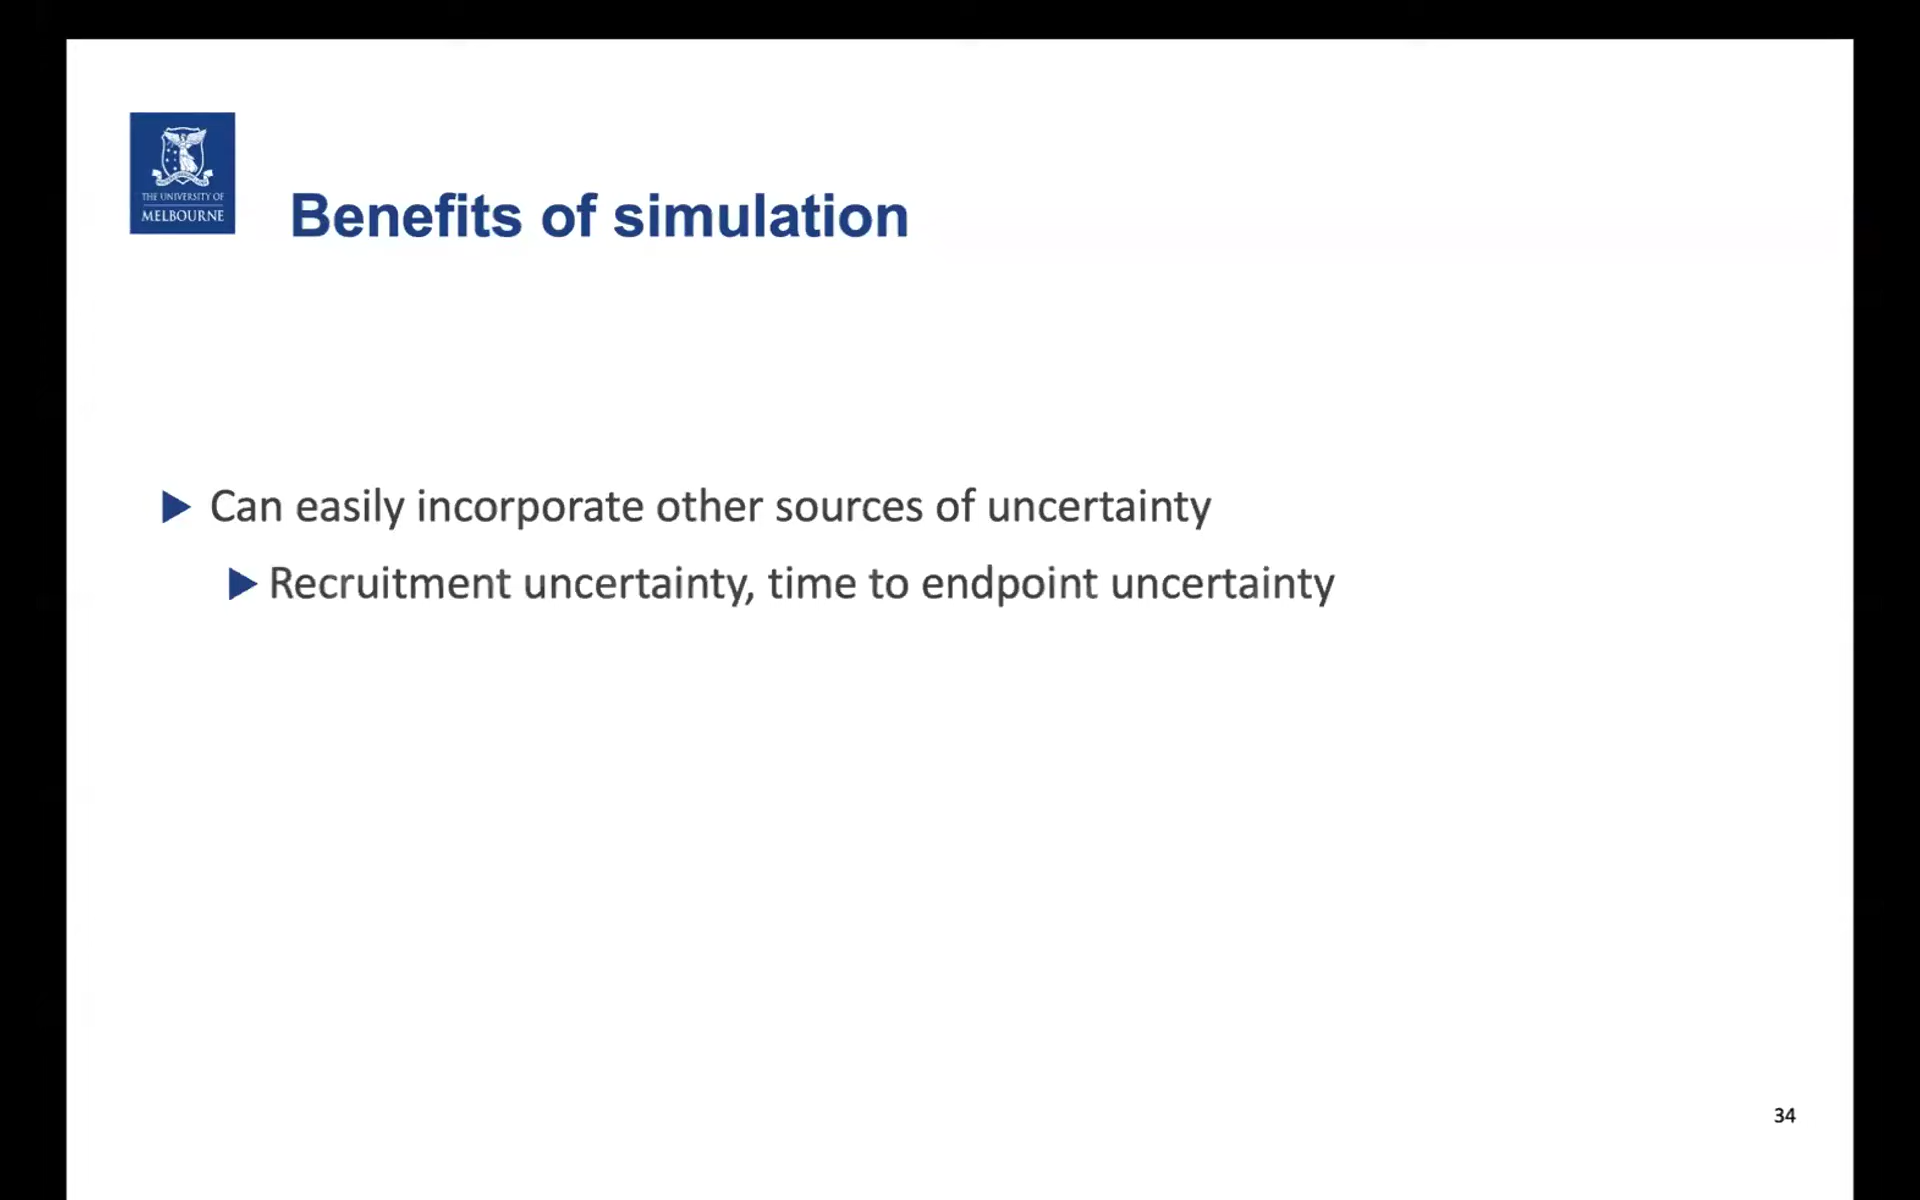 THE UNIVERSITY OF
MELBOURNE
Benefits of simulation
Can easily incorporate other sources of uncertainty
Recruitment uncertainty, time to endpoint uncertainty
34